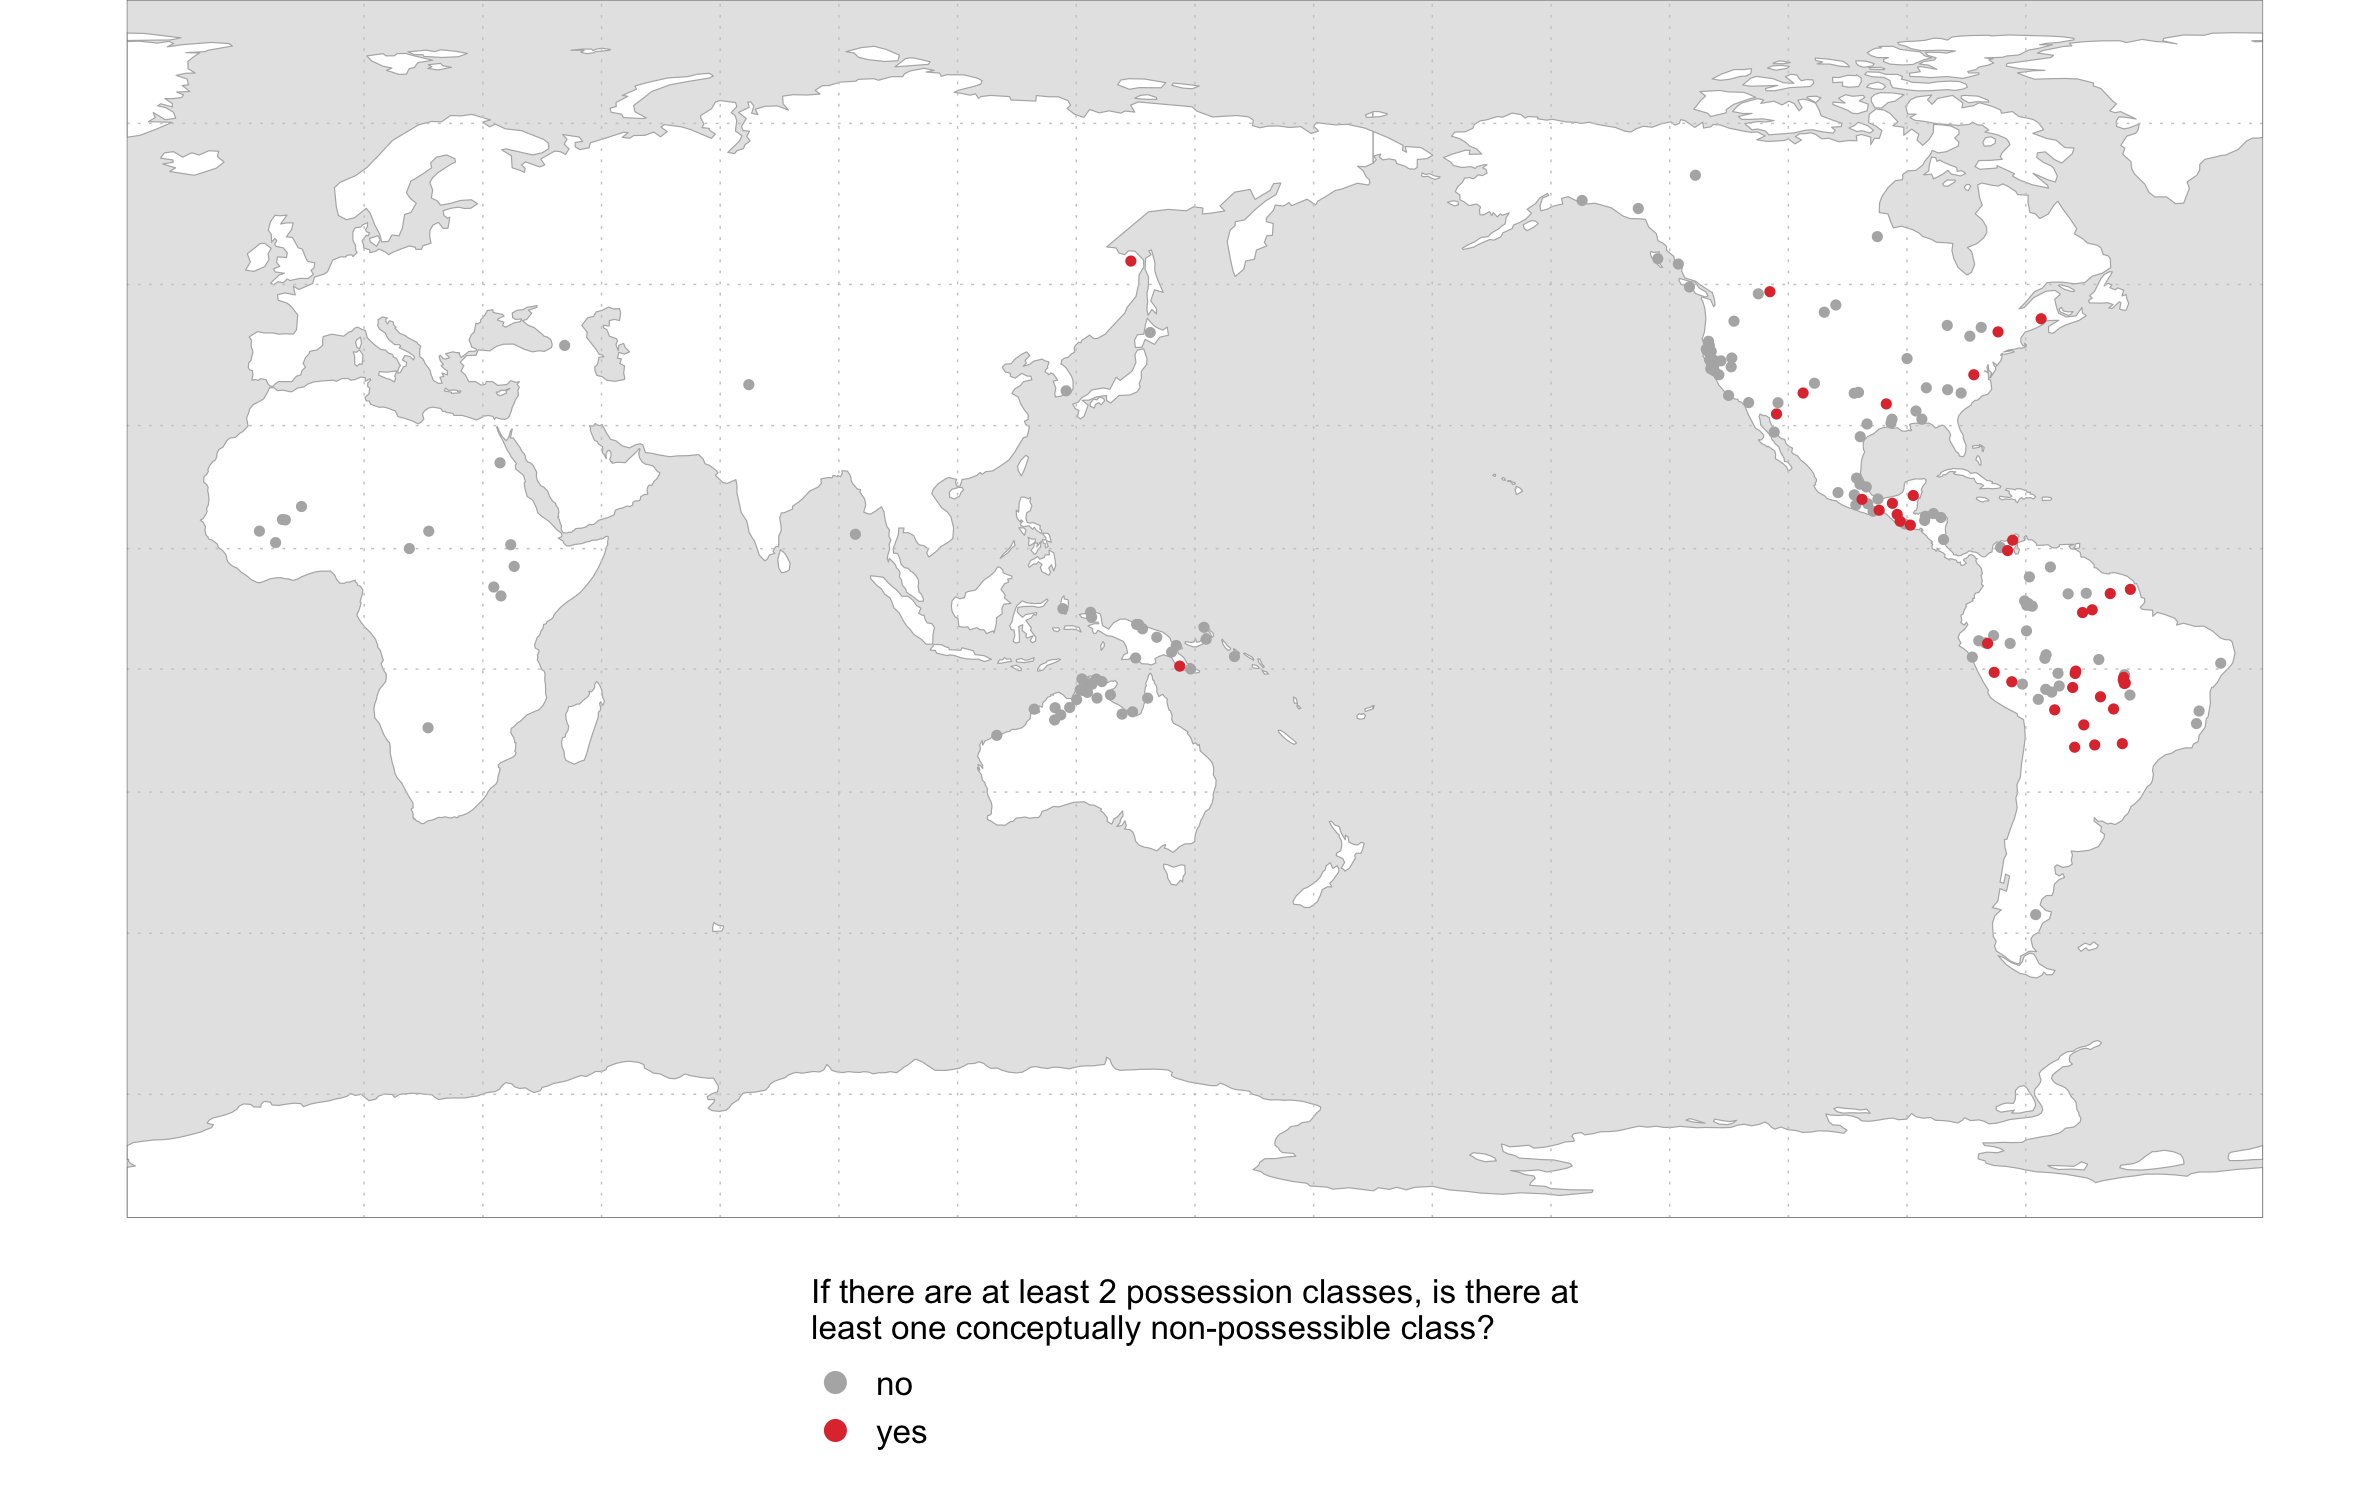 If there are at least 2 possession classes, is there at
least one conceptually non-possessible class?
no
yes